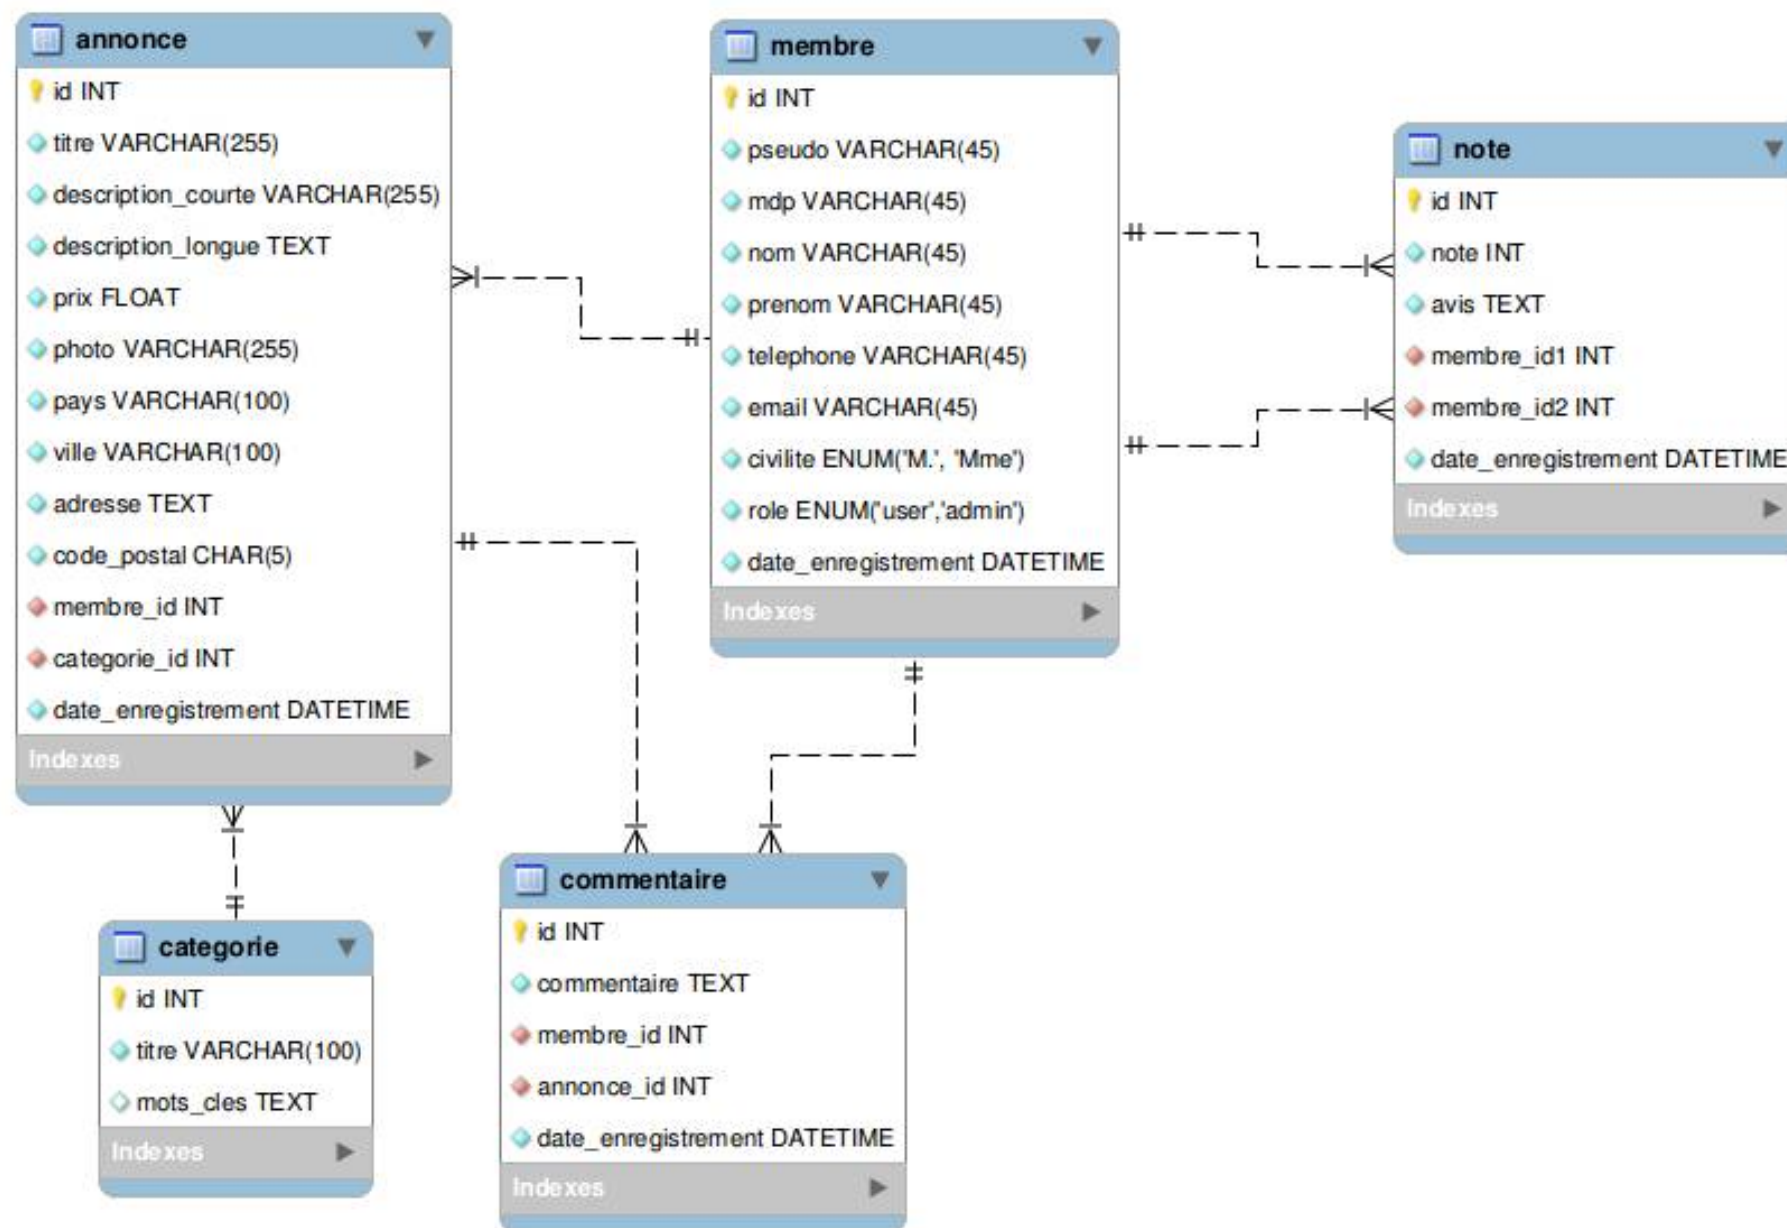 annonce
id INT
titre VARCHAR(255)
description_courte VARCHAR(255)
description_longue TEXT
prix FLOAT
photo VARCHAR(255)
pays VARCHAR(100)
ville VARCHAR(100)
adresse TEXT
code_postal CHAR(5)
membre_id INT
categorie_id INT
date_enregistrement DATETIME
Indexes
membre
id INT
pseudo VARCHAR(45)
mdp VARCHAR(45)
nom VARCHAR(45)
prenom VARCHAR(45)
telephone VARCHAR(45)
email VARCHAR(45)
civilite ENUM('M.', 'Mme')
role ENUM('user','admin')
date_enregistrement DATETIME
Indexes
note
id INT
note INT
avis TEXT
membre_id1 INT
membre_id2 INT
date_enregistrement DATETIME
Indexes
categorie
id INT
titre VARCHAR(100)
mots_cles TEXT
Indexes
commentaire
id INT
commentaire TEXT
membre_id INT
annonce_id INT
date_enregistrement DATETIME
Indexes